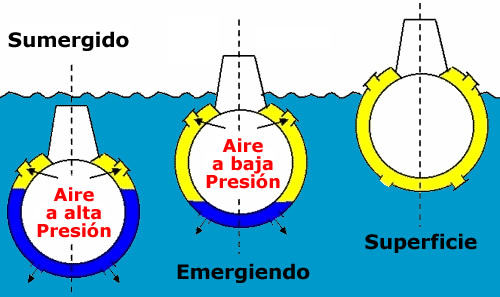 Sumergido
Aire
a alta
Presión
Aire
a baja
Presión
Emergiendo
Superficie